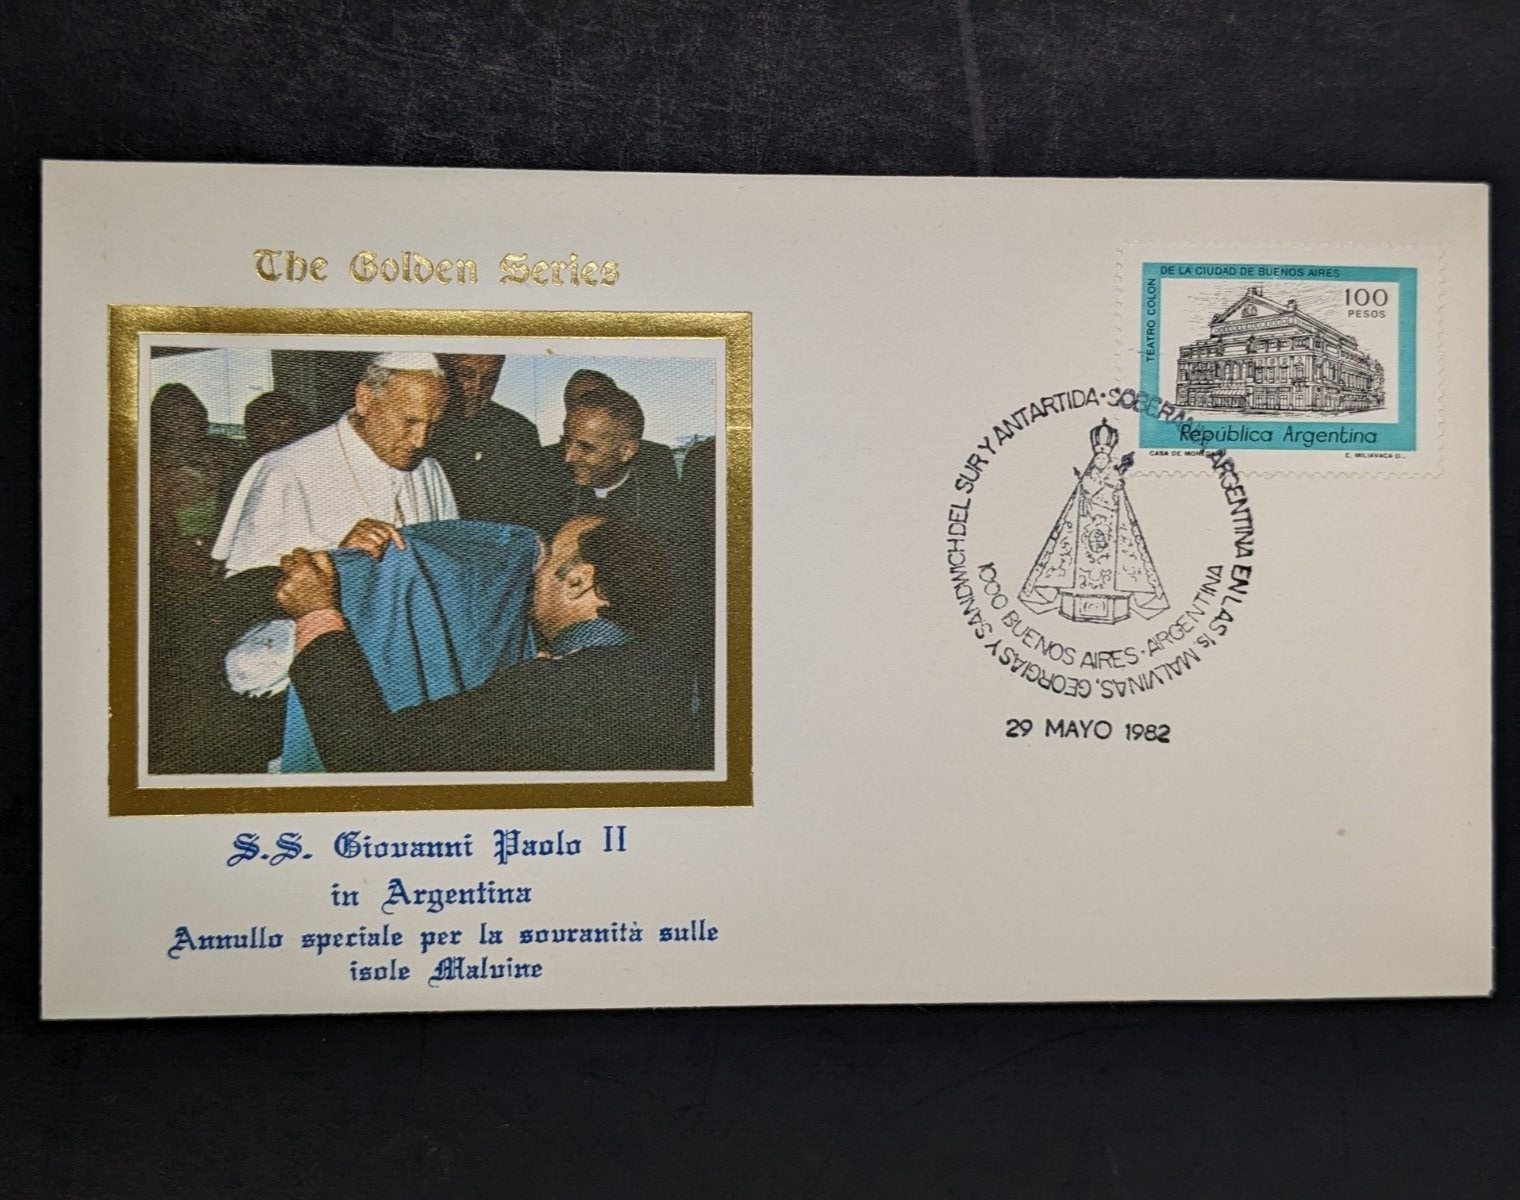 The Golden Series
S.S. Giovanni Paolo II
in Argentina
Annullo speciale per la sovranità sulle
isole Malvine
TEATRO COLON
DE LA CIUDAD DE BUENOS AIRES
100
PESOS
República Argentina
CASA DE MONEDA
E. MILIAVACA D...
SOBERANIA ARGENTINA EN LAS Is MALVINAS, GEORGIAS Y SANDWICH DEL SUR Y ANTARTIDA ·
1000 BUENOS AIRES - ARGENTINA
29 MAYO 1982